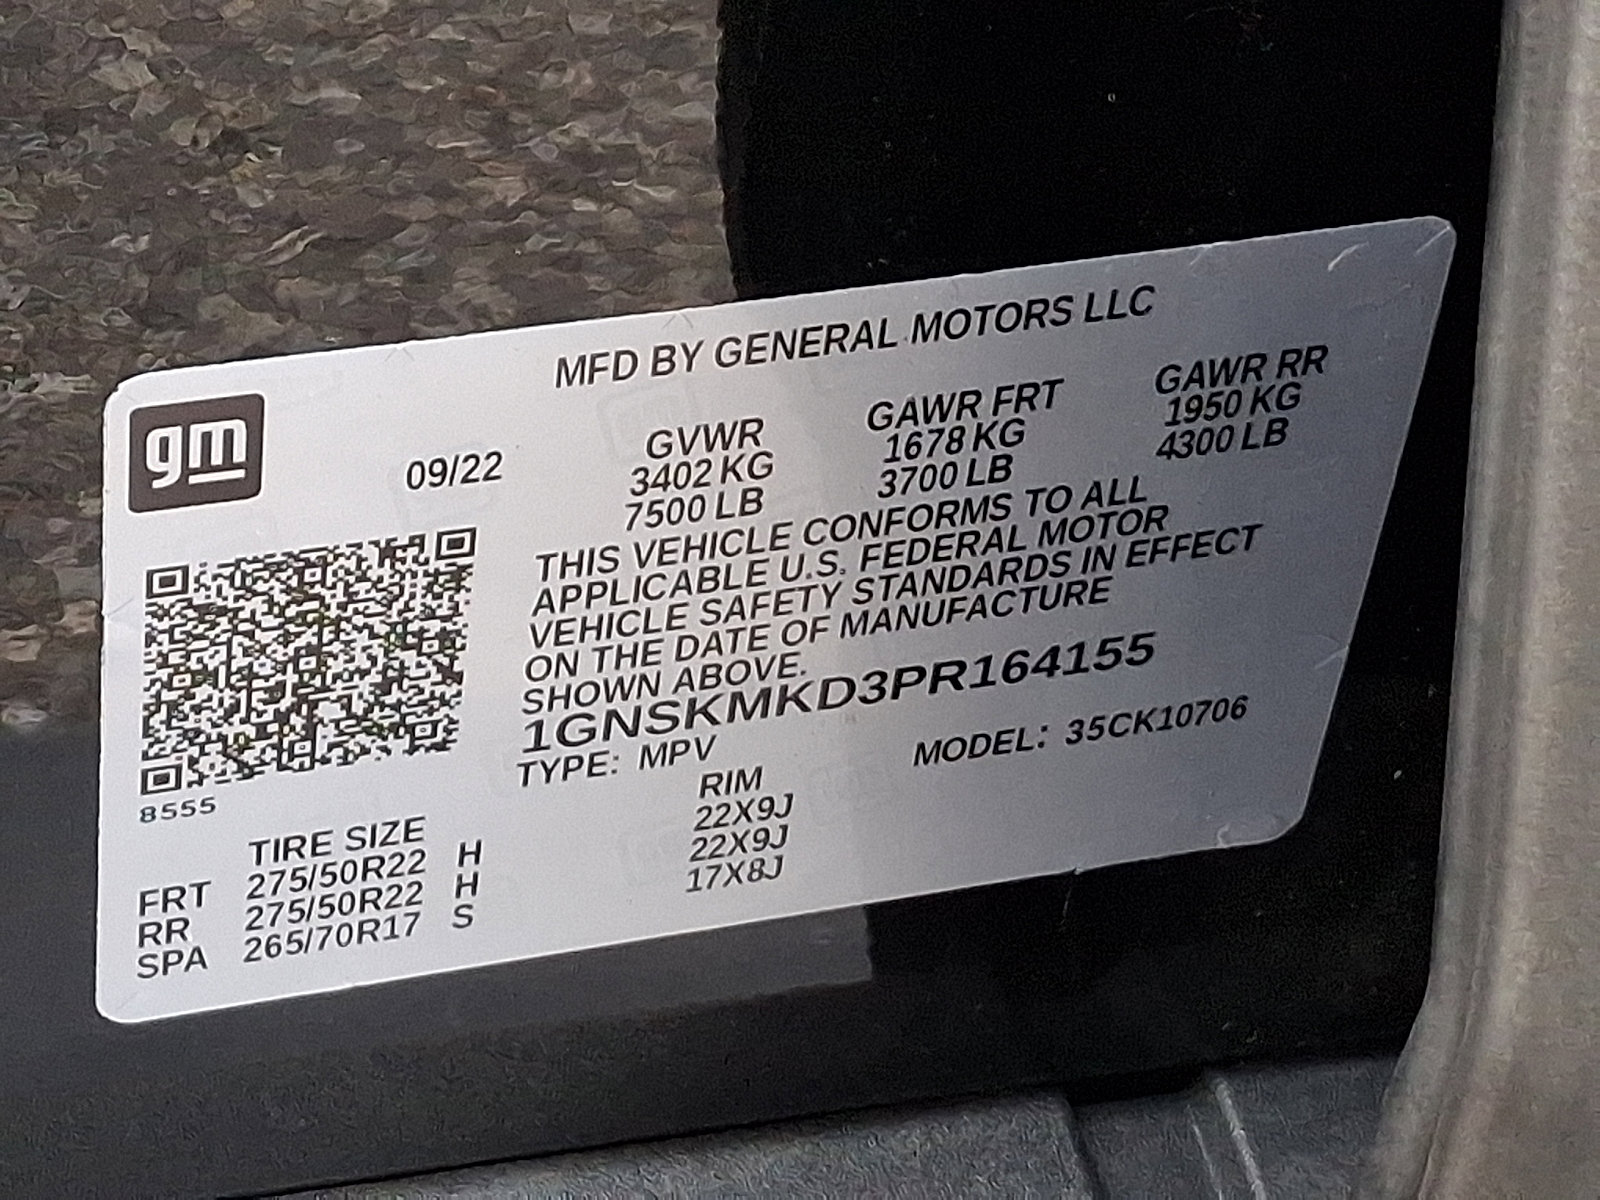 MFD BY GENERAL MOTORS LLC
gm
09/22
GVWR GAWR FRT GAWR RR
3402 KG 1678 KG 1950 KG
7500 LB 3700 LB 4300 LB
THIS VEHICLE CONFORMS TO ALL
APPLICABLE U.S. FEDERAL MOTOR
VEHICLE SAFETY STANDARDS IN EFFECT
ON THE DATE OF MANUFACTURE
SHOWN ABOVE.
1GNSKMKD3PR164155
TYPE: MPV MODEL: 35CK10706
8555
TIRE SIZE RIM
FRT 275/50R22 H 22X9J
RR 275/50R22 H 22X9J
SPA 265/70R17 S 17X8J